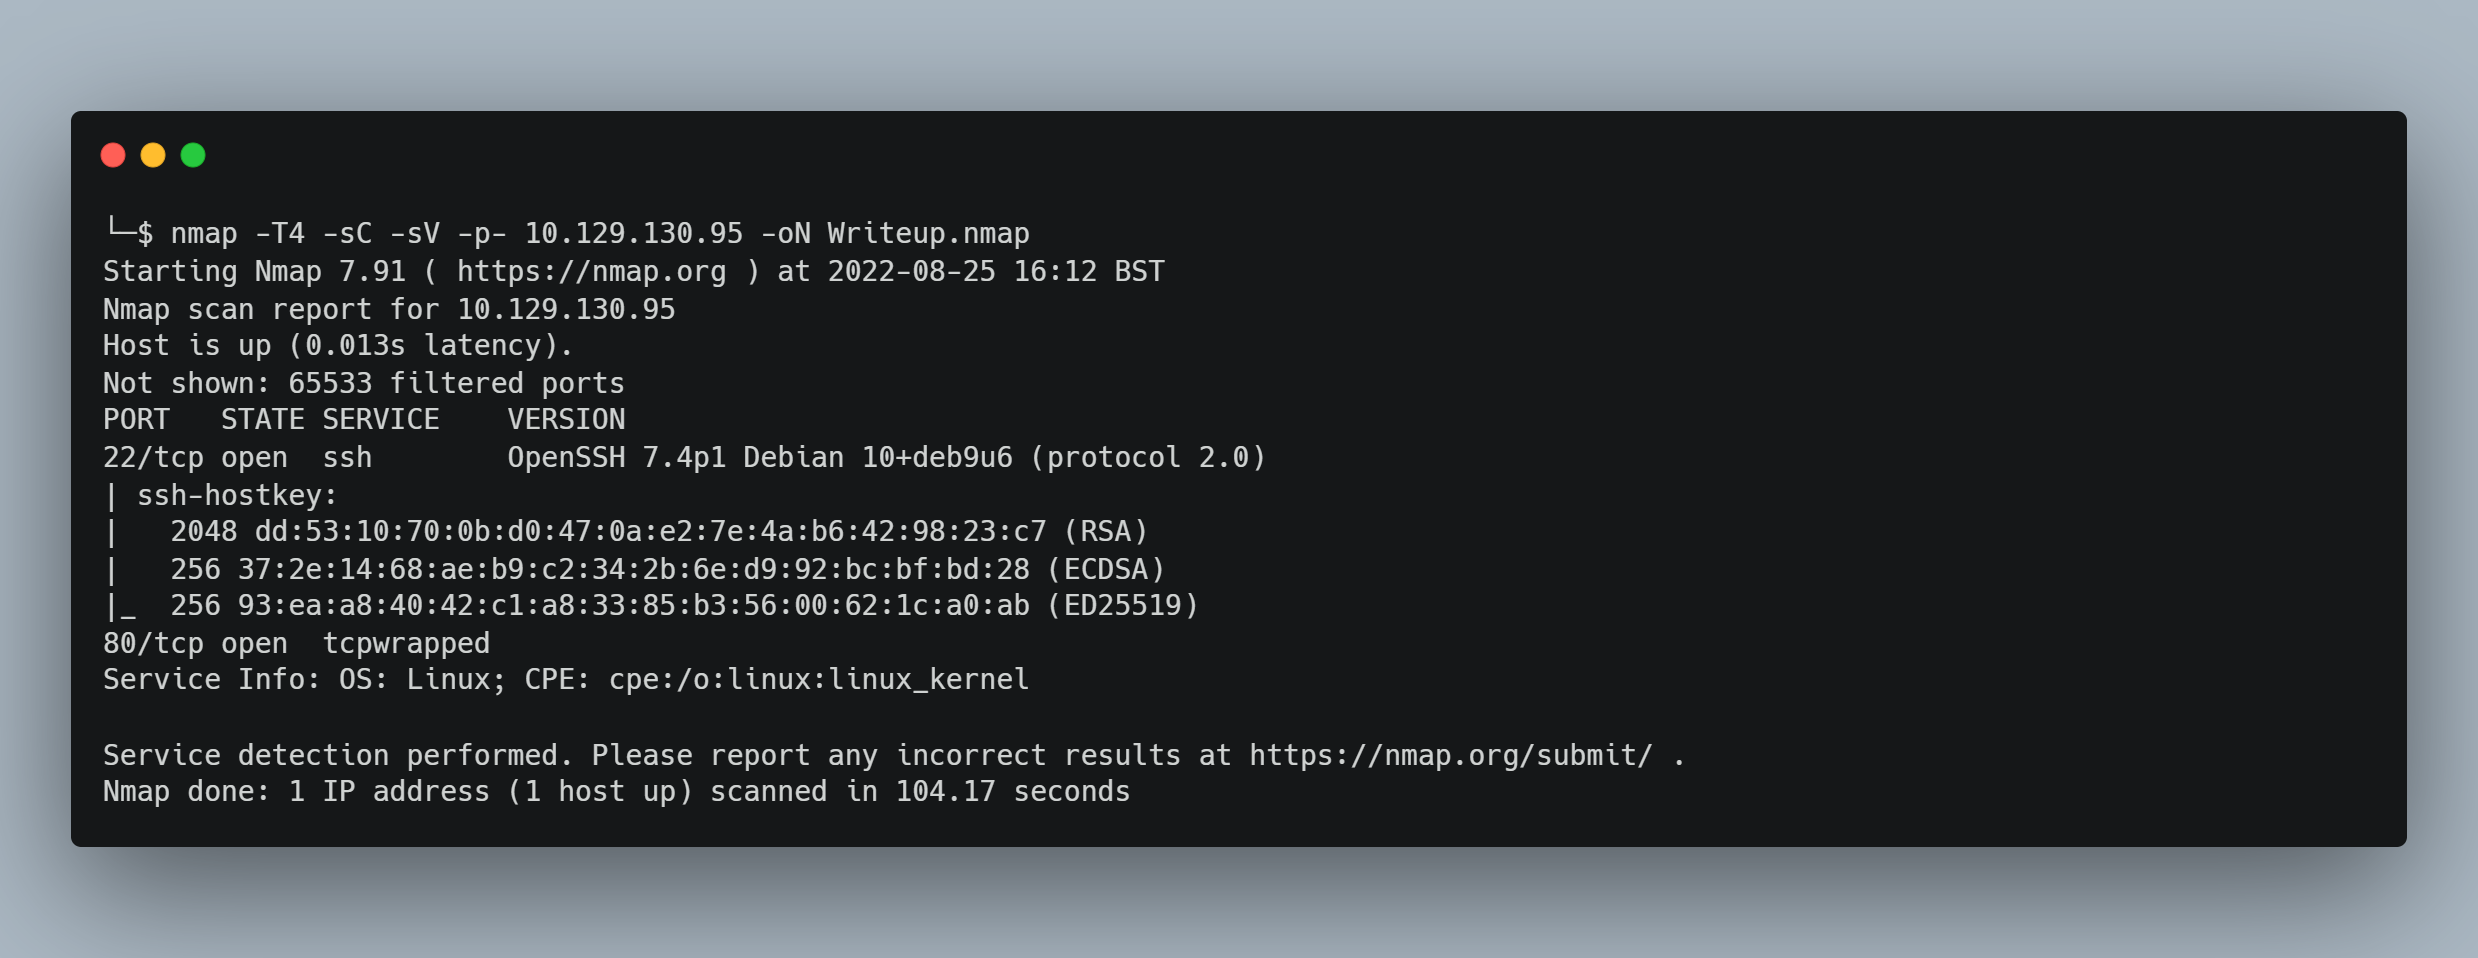 └─$ nmap -T4 -sC -sV -p- 10.129.130.95 -oN Writeup.nmap
Starting Nmap 7.91 ( https://nmap.org ) at 2022-08-25 16:12 BST
Nmap scan report for 10.129.130.95
Host is up (0.013s latency).
Not shown: 65533 filtered ports
PORT   STATE SERVICE    VERSION
22/tcp open  ssh        OpenSSH 7.4p1 Debian 10+deb9u6 (protocol 2.0)
| ssh-hostkey:
|   2048 dd:53:10:70:0b:d0:47:0a:e2:7e:4a:b6:42:98:23:c7 (RSA)
|   256 37:2e:14:68:ae:b9:c2:34:2b:6e:d9:92:bc:bf:bd:28 (ECDSA)
|_  256 93:ea:a8:40:42:c1:a8:33:85:b3:56:00:62:1c:a0:ab (ED25519)
80/tcp open  tcpwrapped
Service Info: OS: Linux; CPE: cpe:/o:linux:linux_kernel

Service detection performed. Please report any incorrect results at https://nmap.org/submit/ .
Nmap done: 1 IP address (1 host up) scanned in 104.17 seconds